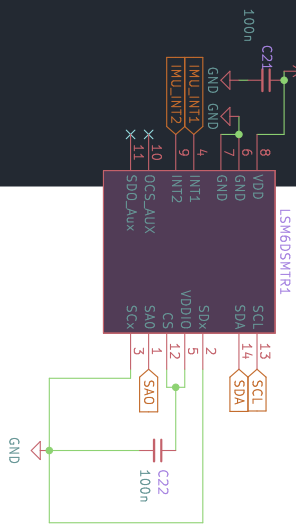 100n
C21
GND
GND
IMU_INT1
IMU_INT2
11
10
9
4
7
6
8
SDO_Aux
OCS_AUX
INT2
INT1
GND
GND
VDD
LSM6DSMTR1
SCx
SA0
CS
VDDIO
SDx
SDA
SCL
3
1
12
5
2
14
13
SA0
SDA
SCL
GND
100n
C22